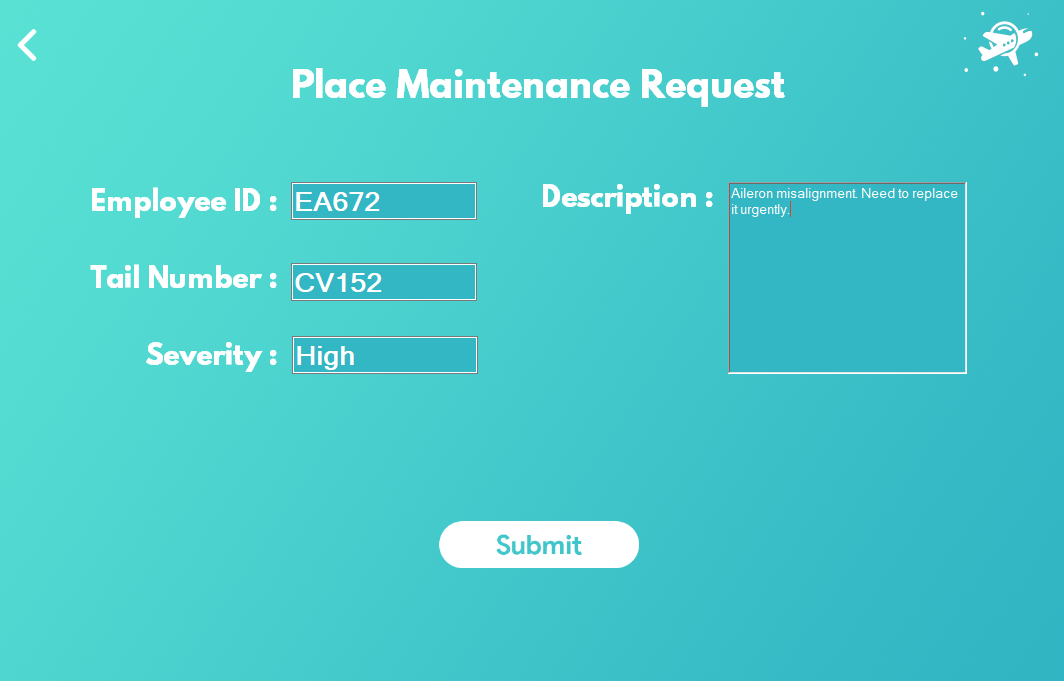 Place Maintenance Request
Employee ID : EA672
Tail Number : CV152
Severity : High
Description : Aileron misalignment. Need to replace
it urgently.
Submit